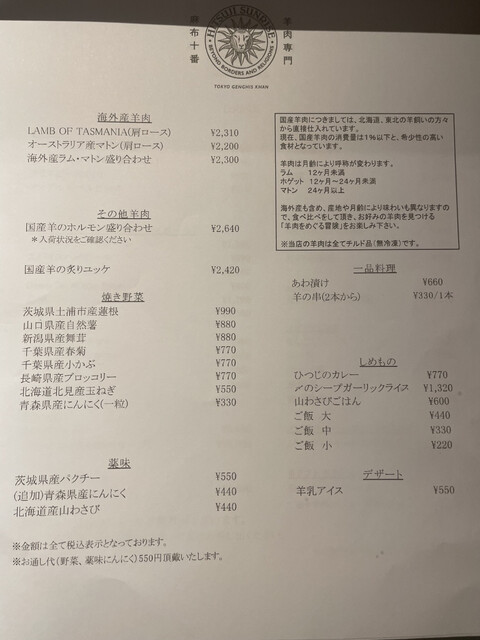 麻布十番
HITSUJI SUNRISE
BEYOND BORDERS AND RELIGIONS
TOKYO GENGHIS KHAN
羊肉専門
海外産羊肉
LAMB OF TASMANIA(肩ロース) ¥2,310
オーストラリア産マトン(肩ロース) ¥2,200
海外産ラム・マトン盛り合わせ ¥2,300
その他羊肉
国産羊のホルモン盛り合わせ ¥2,640
＊入荷状況をご確認ください
国産羊の炙りユッケ ¥2,420
焼き野菜
茨城県土浦市産蓮根 ¥990
山口県産自然薯 ¥880
新潟県産舞茸 ¥880
千葉県産春菊 ¥770
千葉県産小かぶ ¥770
長崎県産ブロッコリー ¥770
北海道北見産玉ねぎ ¥550
青森県産にんにく(一粒) ¥330
薬味
茨城県産パクチー ¥550
(追加)青森県産にんにく ¥440
北海道産山わさび ¥440
※金額は全て税込表示となっております。
※お通し代(野菜、薬味にんにく)550円頂戴いたします。
国産羊肉につきましては、北海道、東北の羊飼いの方々
から直接仕入れています。
現在、国産羊肉の消費量は1％以下と、希少性の高い
食材となっています。
羊肉は月齢により呼称が変わります。
ラム 12ヶ月未満
ホゲット 12ヶ月～24ヶ月未満
マトン 24ヶ月以上
海外産も含め、産地や月齢により味わいも異なりますの
で、食べ比べをして頂き、お好みの羊肉を見つける
「羊肉をめぐる冒険」をお楽しみ下さい。
※当店の羊肉は全てチルド品(無冷凍)です。
一品料理
あわ漬け ¥660
羊の串(2本から) ¥330/1本
しめもの
ひつじのカレー ¥770
〆のシープガーリックライス ¥1,320
山わさびごはん ¥600
ご飯 大 ¥440
ご飯 中 ¥330
ご飯 小 ¥220
デザート
羊乳アイス ¥550